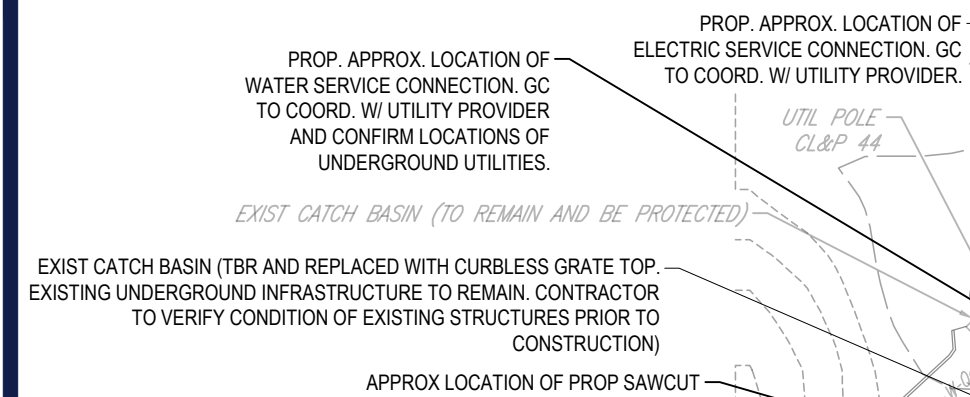 PROP. APPROX. LOCATION OF
ELECTRIC SERVICE CONNECTION. GC
TO COORD. W/ UTILITY PROVIDER.
PROP. APPROX. LOCATION OF
WATER SERVICE CONNECTION. GC
TO COORD. W/ UTILITY PROVIDER
AND CONFIRM LOCATIONS OF
UNDERGROUND UTILITIES.
UTIL POLE
CL&P 44
EXIST CATCH BASIN (TO REMAIN AND BE PROTECTED)
EXIST CATCH BASIN (TBR AND REPLACED WITH CURBLESS GRATE TOP.
EXISTING UNDERGROUND INFRASTRUCTURE TO REMAIN. CONTRACTOR
TO VERIFY CONDITION OF EXISTING STRUCTURES PRIOR TO
CONSTRUCTION)
APPROX LOCATION OF PROP SAWCUT